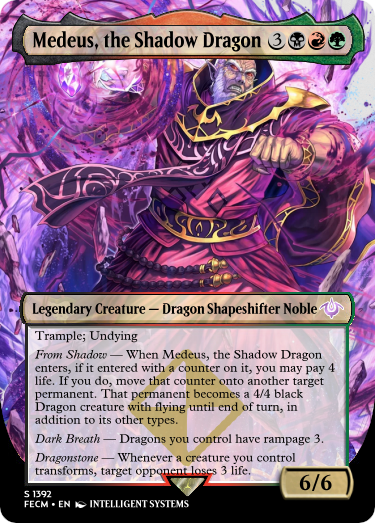 Medeus, the Shadow Dragon 3
Legendary Creature — Dragon Shapeshifter Noble
Trample; Undying
From Shadow — When Medeus, the Shadow Dragon
enters, if it entered with a counter on it, you may pay 4
life. If you do, move that counter onto another target
permanent. That permanent becomes a 4/4 black
Dragon creature with flying until end of turn, in
addition to its other types.
Dark Breath — Dragons you control have rampage 3.
Dragonstone — Whenever a creature you control
transforms, target opponent loses 3 life.
6/6
S 1392
FECM • EN INTELLIGENT SYSTEMS